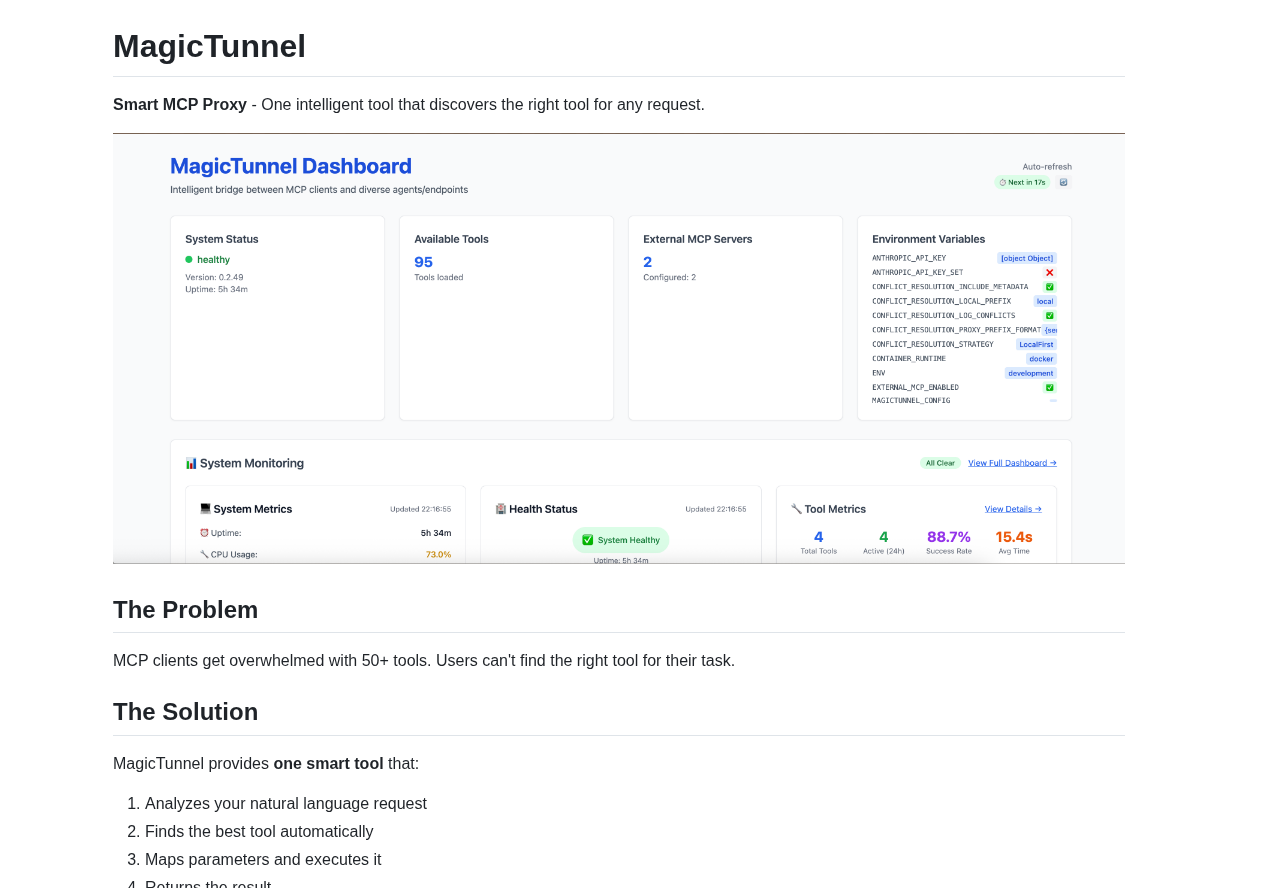 MagicTunnel
Smart MCP Proxy - One intelligent tool that discovers the right tool for any request.
MagicTunnel Dashboard
Intelligent bridge between MCP clients and diverse agents/endpoints
Auto-refresh
Next in 17s
System Status
healthy
Version: 0.2.49
Uptime: 5h 34m
Available Tools
95
Tools loaded
External MCP Servers
2
Configured: 2
Environment Variables
ANTHROPIC_API_KEY [object Object]
ANTHROPIC_API_KEY_SET
CONFLICT_RESOLUTION_INCLUDE_METADATA
CONFLICT_RESOLUTION_LOCAL_PREFIX local
CONFLICT_RESOLUTION_LOG_CONFLICTS
CONFLICT_RESOLUTION_PROXY_PREFIX_FORMAT
CONFLICT_RESOLUTION_STRATEGY LocalFirst
CONTAINER_RUNTIME docker
ENV development
EXTERNAL_MCP_ENABLED
MAGICTUNNEL_CONFIG
System Monitoring
All Clear View Full Dashboard →
System Metrics Updated 22:16:55
Uptime: 5h 34m
CPU Usage: 73.0%
Health Status Updated 22:16:55
System Healthy
Uptime: 5h 34m
Tool Metrics View Details →
4 4 88.7% 15.4s
Total Tools Active (24h) Success Rate Avg Time
The Problem
MCP clients get overwhelmed with 50+ tools. Users can't find the right tool for their task.
The Solution
MagicTunnel provides one smart tool that:
1. Analyzes your natural language request
2. Finds the best tool automatically
3. Maps parameters and executes it
4. Returns the result